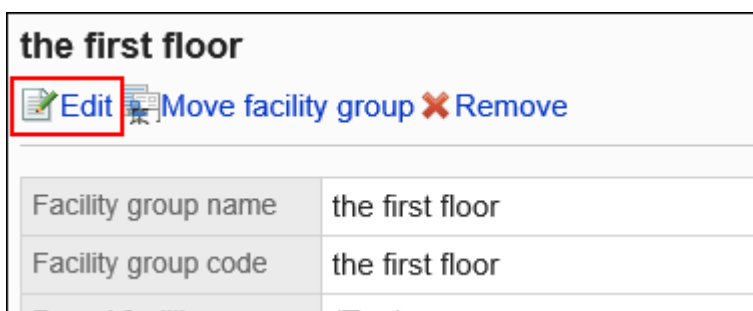 the first floor
Edit Move facility group Remove
Facility group name the first floor
Facility group code the first floor